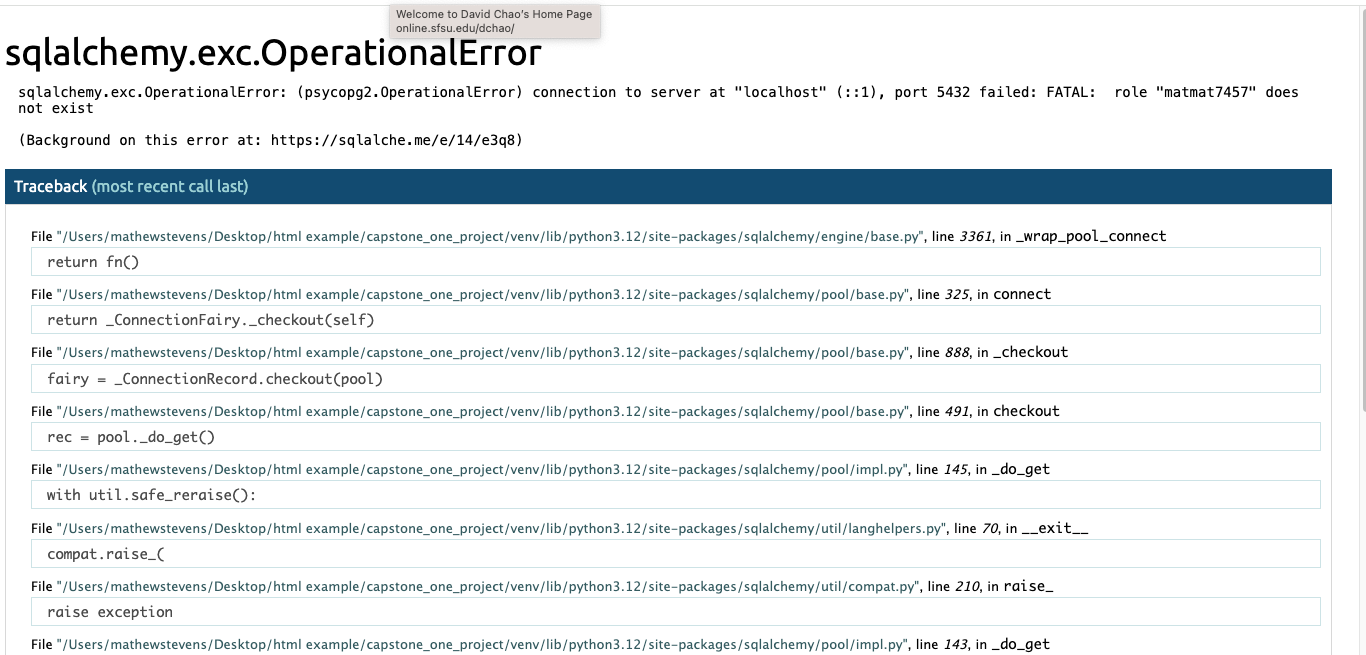 Welcome to David Chao's Home Page
online.sfsu.edu/dchao/
sqlalchemy.exc.OperationalError
sqlalchemy.exc.OperationalError: (psycopg2.OperationalError) connection to server at "localhost" (::1), port 5432 failed: FATAL:  role "matmat7457" does
not exist
(Background on this error at: https://sqlalche.me/e/14/e3q8)
Traceback (most recent call last)
File "/Users/mathewstevens/Desktop/html example/capstone_one_project/venv/lib/python3.12/site-packages/sqlalchemy/engine/base.py", line 3361, in _wrap_pool_connect
return fn()
File "/Users/mathewstevens/Desktop/html example/capstone_one_project/venv/lib/python3.12/site-packages/sqlalchemy/pool/base.py", line 325, in connect
return _ConnectionFairy._checkout(self)
File "/Users/mathewstevens/Desktop/html example/capstone_one_project/venv/lib/python3.12/site-packages/sqlalchemy/pool/base.py", line 888, in _checkout
fairy = _ConnectionRecord.checkout(pool)
File "/Users/mathewstevens/Desktop/html example/capstone_one_project/venv/lib/python3.12/site-packages/sqlalchemy/pool/base.py", line 491, in checkout
rec = pool._do_get()
File "/Users/mathewstevens/Desktop/html example/capstone_one_project/venv/lib/python3.12/site-packages/sqlalchemy/pool/impl.py", line 145, in _do_get
with util.safe_reraise():
File "/Users/mathewstevens/Desktop/html example/capstone_one_project/venv/lib/python3.12/site-packages/sqlalchemy/util/langhelpers.py", line 70, in __exit__
compat.raise_(
File "/Users/mathewstevens/Desktop/html example/capstone_one_project/venv/lib/python3.12/site-packages/sqlalchemy/util/compat.py", line 210, in raise_
raise exception
File "/Users/mathewstevens/Desktop/html example/capstone_one_project/venv/lib/python3.12/site-packages/sqlalchemy/pool/impl.py", line 143, in _do_get